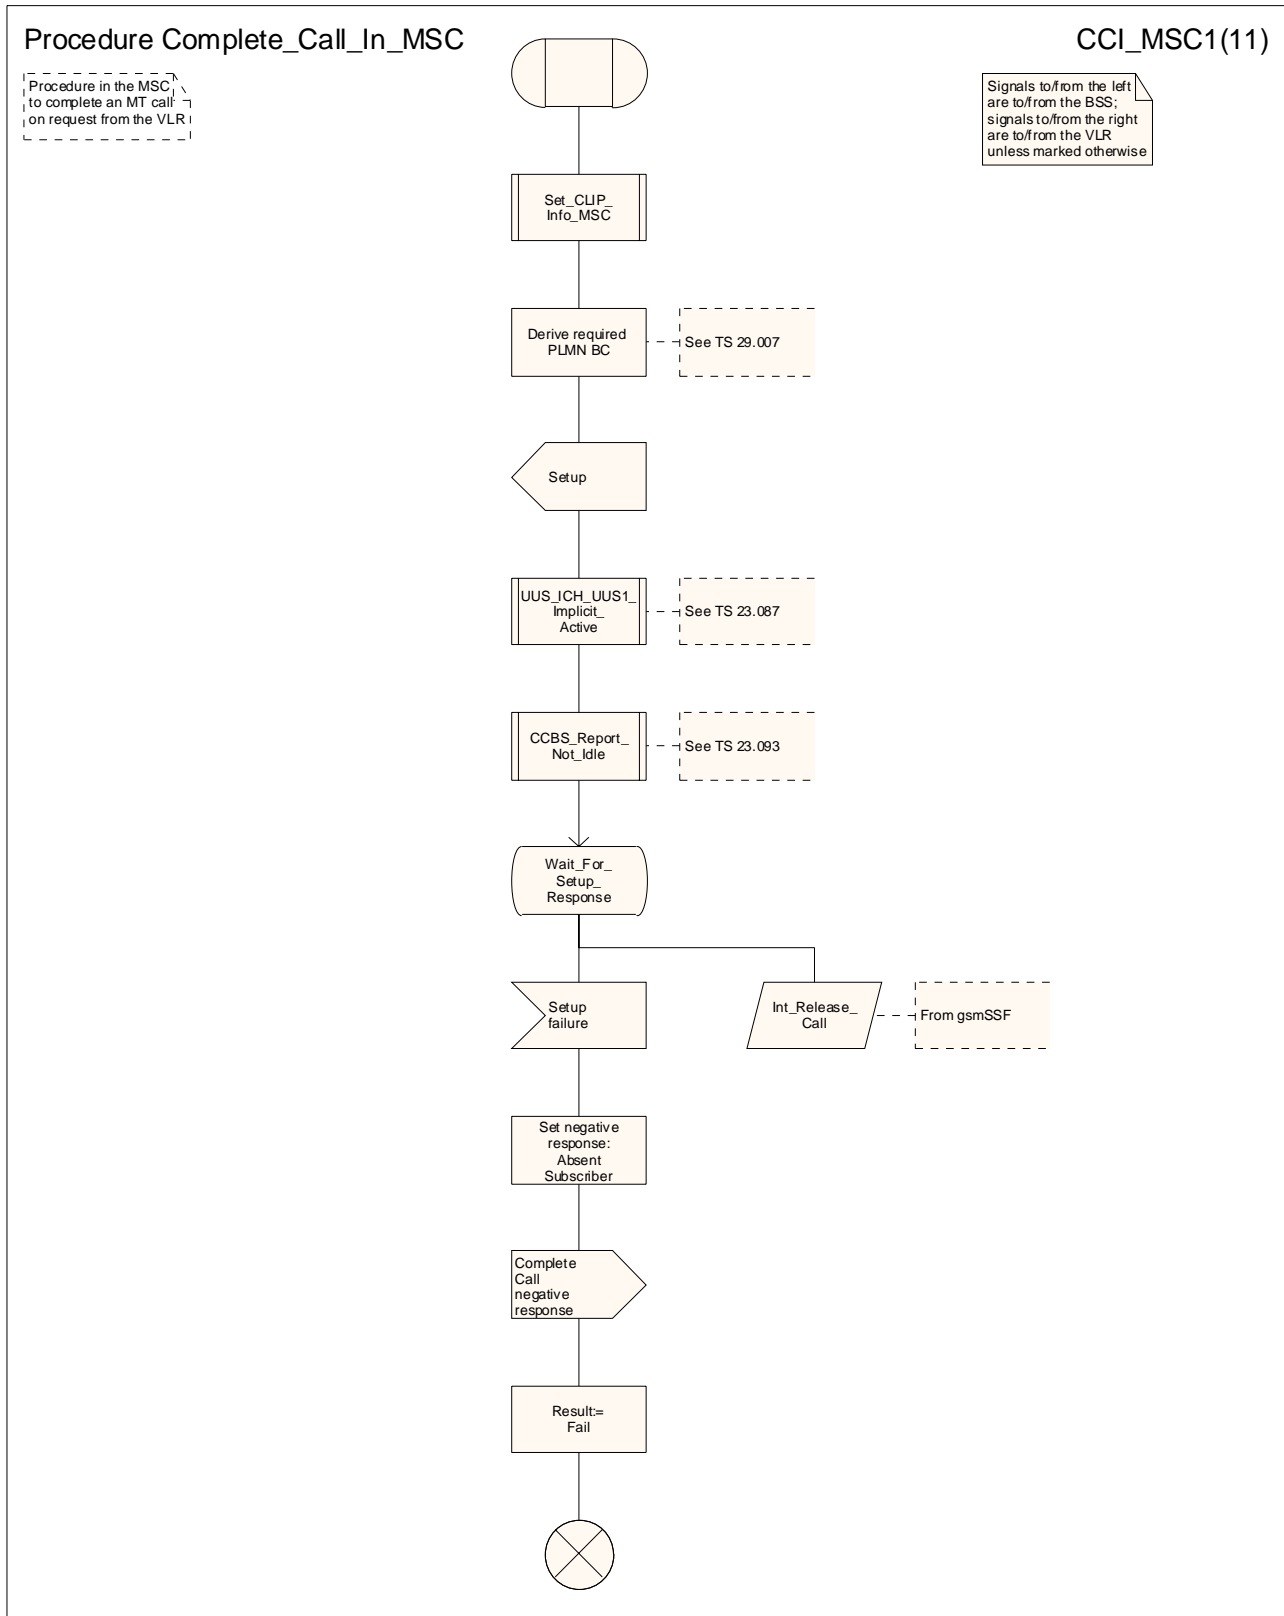 Procedure Complete_Call_In_MSC
CCI_MSC1(11)
Procedure in the MSC
to complete an MT call
on request from the VLR
Signals to/from the left
are to/from the BSS;
signals to/from the right
are to/from the VLR
unless marked otherwise
Set_CLIP_
Info_MSC
Derive required
PLMN BC
See TS 29.007
Setup
UUS_ICH_UUS1_
Implicit_
Active
See TS 23.087
CCBS_Report_
Not_Idle
See TS 23.093
Wait_For_
Setup_
Response
Setup
failure
Int_Release_
Call
From gsmSSF
Set negative
response:
Absent
Subscriber
Complete
Call
negative
response
Result:=
Fail